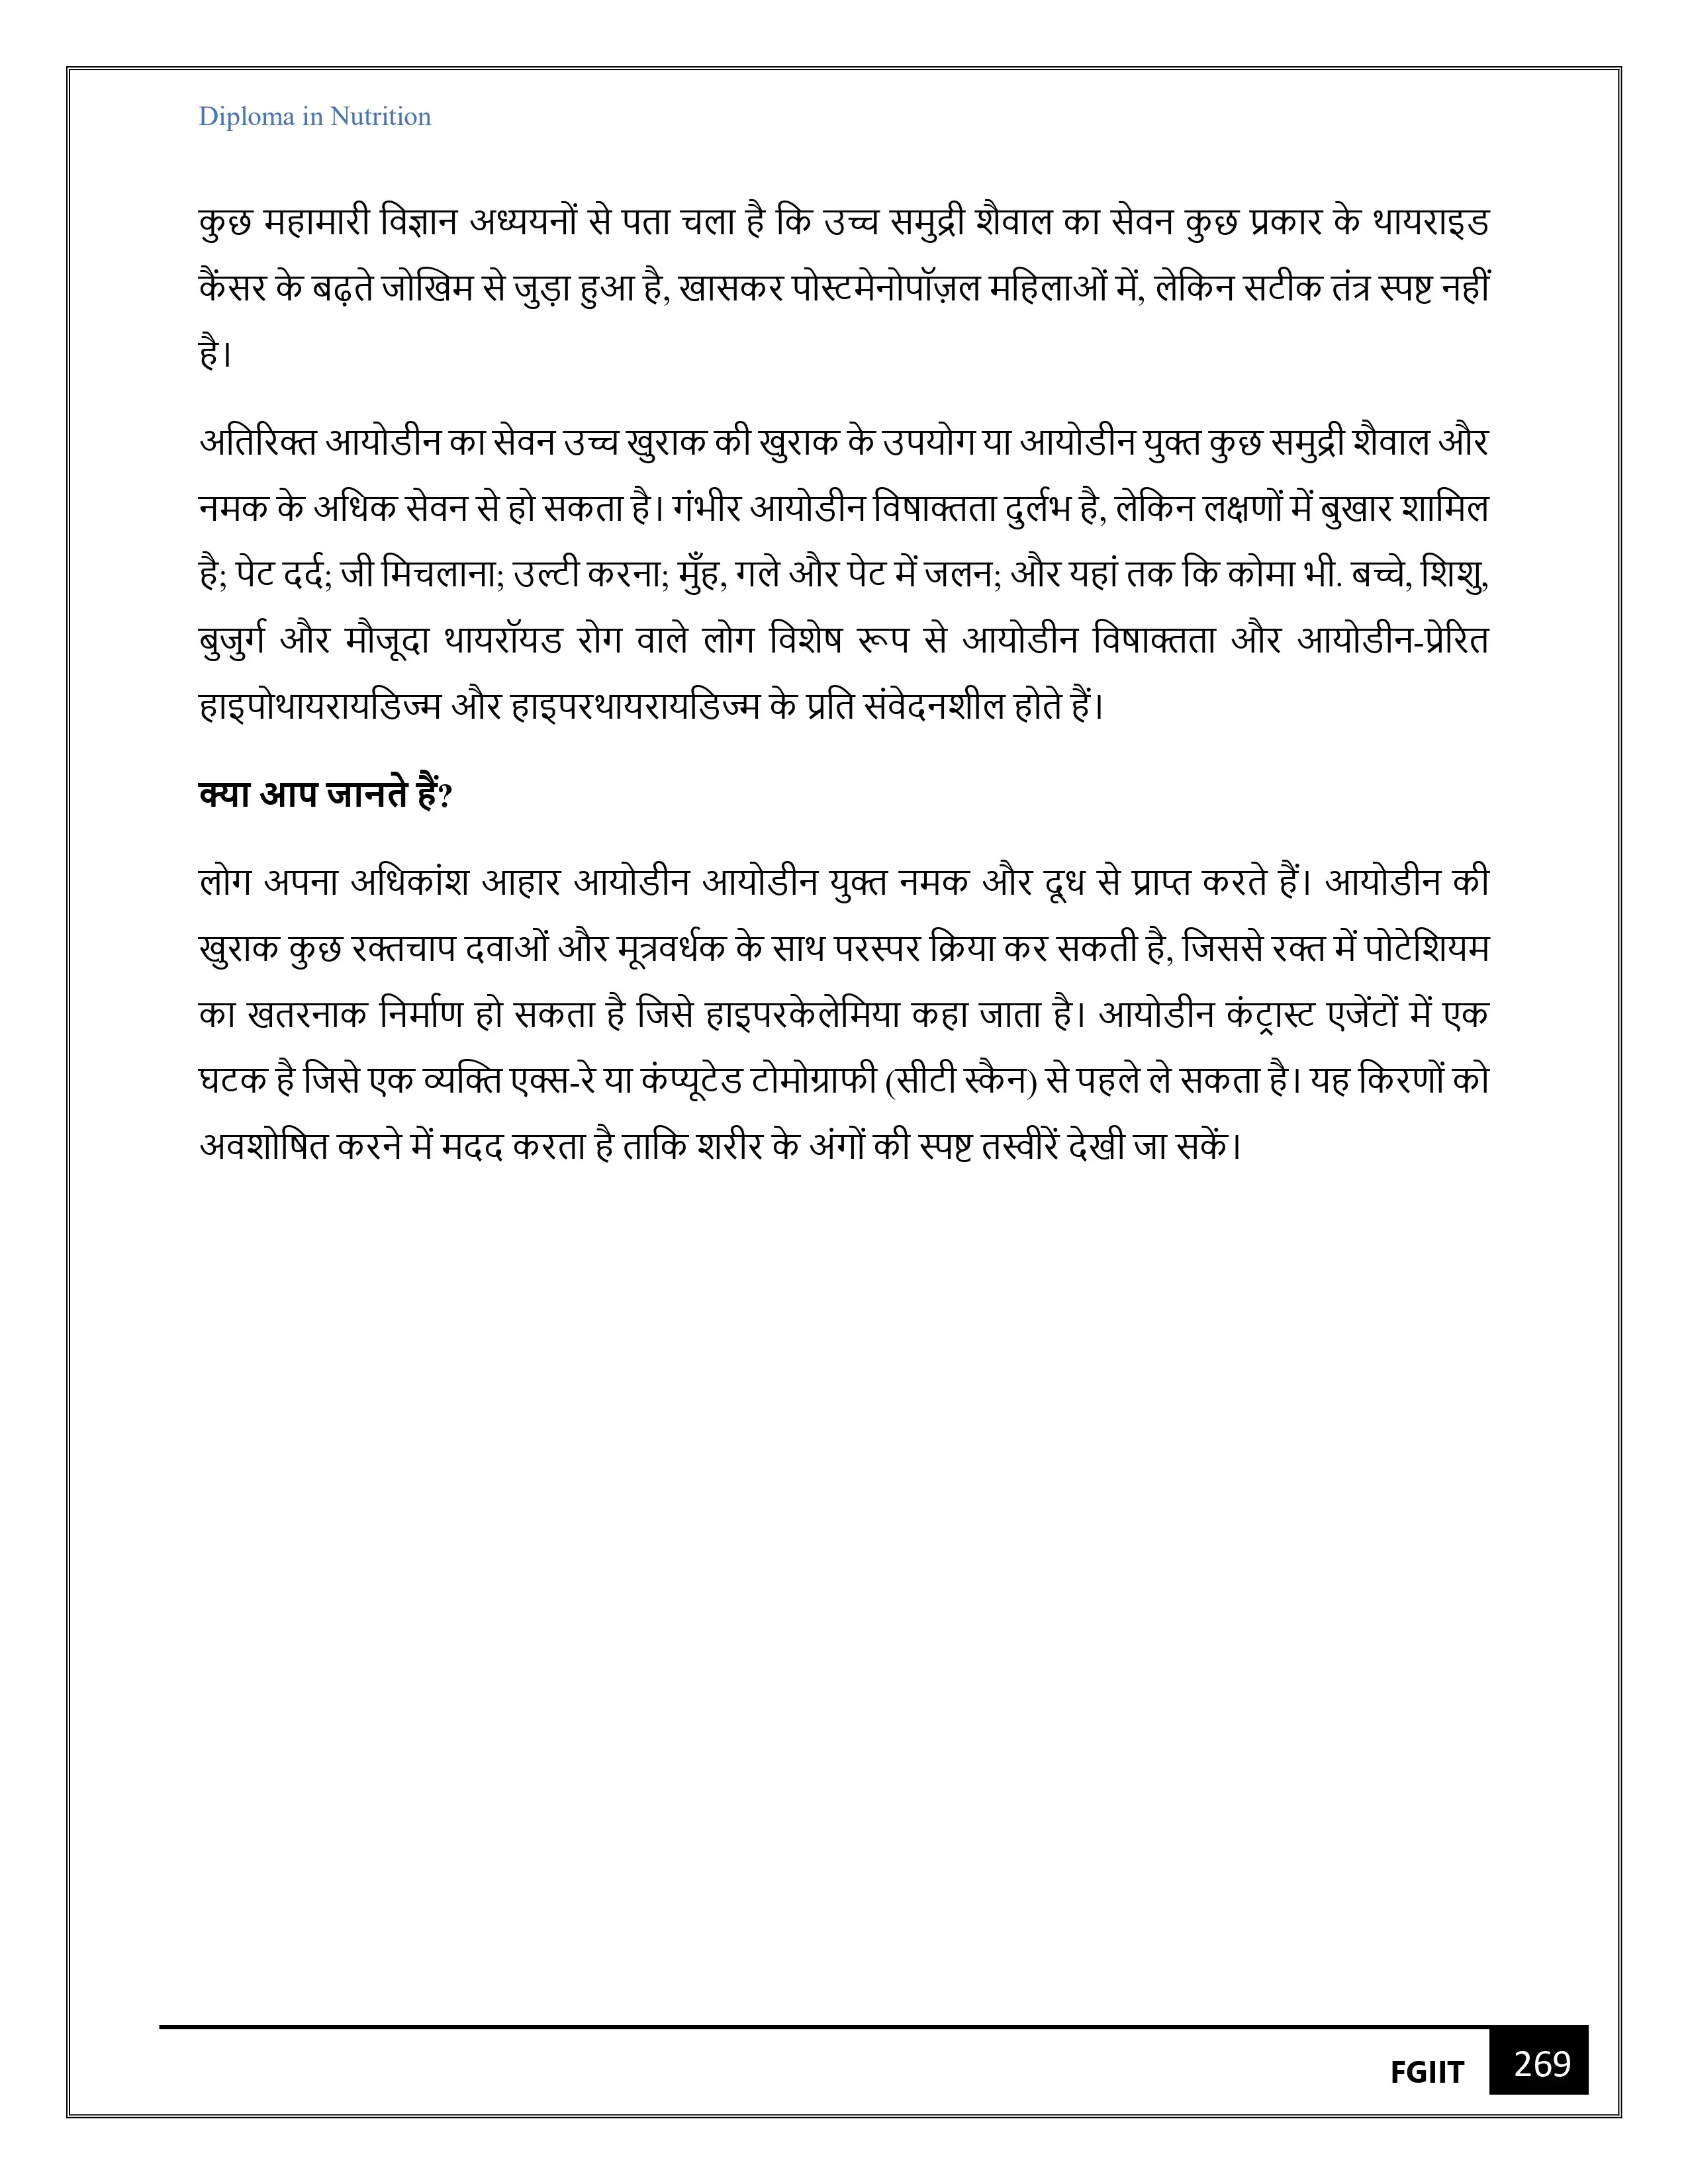 Diploma in Nutrition
कुछ महामारी विज्ञान अध्ययनों से पता चला है कि उच्च समुद्री शैवाल का सेवन कुछ प्रकार के थायराइड
कैंसर के बढ़ते जोखिम से जुड़ा हुआ है, खासकर पोस्टमेनोपॉज़ल महिलाओं में, लेकिन सटीक तंत्र स्पष्ट नहीं
है।
अतिरिक्त आयोडीन का सेवन उच्च खुराक की खुराक के उपयोग या आयोडीन युक्त कुछ समुद्री शैवाल और
नमक के अधिक सेवन से हो सकता है। गंभीर आयोडीन विषाक्तता दुर्लभ है, लेकिन लक्षणों में बुखार शामिल
है; पेट दर्द; जी मिचलाना; उल्टी करना; मुँह, गले और पेट में जलन; और यहां तक कि कोमा भी. बच्चे, शिशु,
बुजुर्ग और मौजूदा थायरॉयड रोग वाले लोग विशेष रूप से आयोडीन विषाक्तता और आयोडीन-प्रेरित
हाइपोथायरायडिज्म और हाइपरथायरायडिज्म के प्रति संवेदनशील होते हैं।
क्या आप जानते हैं?
लोग अपना अधिकांश आहार आयोडीन आयोडीन युक्त नमक और दूध से प्राप्त करते हैं। आयोडीन की
खुराक कुछ रक्तचाप दवाओं और मूत्रवर्धक के साथ परस्पर क्रिया कर सकती है, जिससे रक्त में पोटेशियम
का खतरनाक निर्माण हो सकता है जिसे हाइपरकेलेमिया कहा जाता है। आयोडीन कंट्रास्ट एजेंटों में एक
घटक है जिसे एक व्यक्ति एक्स-रे या कंप्यूटेड टोमोग्राफी (सीटी स्कैन) से पहले ले सकता है। यह किरणों को
अवशोषित करने में मदद करता है ताकि शरीर के अंगों की स्पष्ट तस्वीरें देखी जा सकें।
FGIIT 269